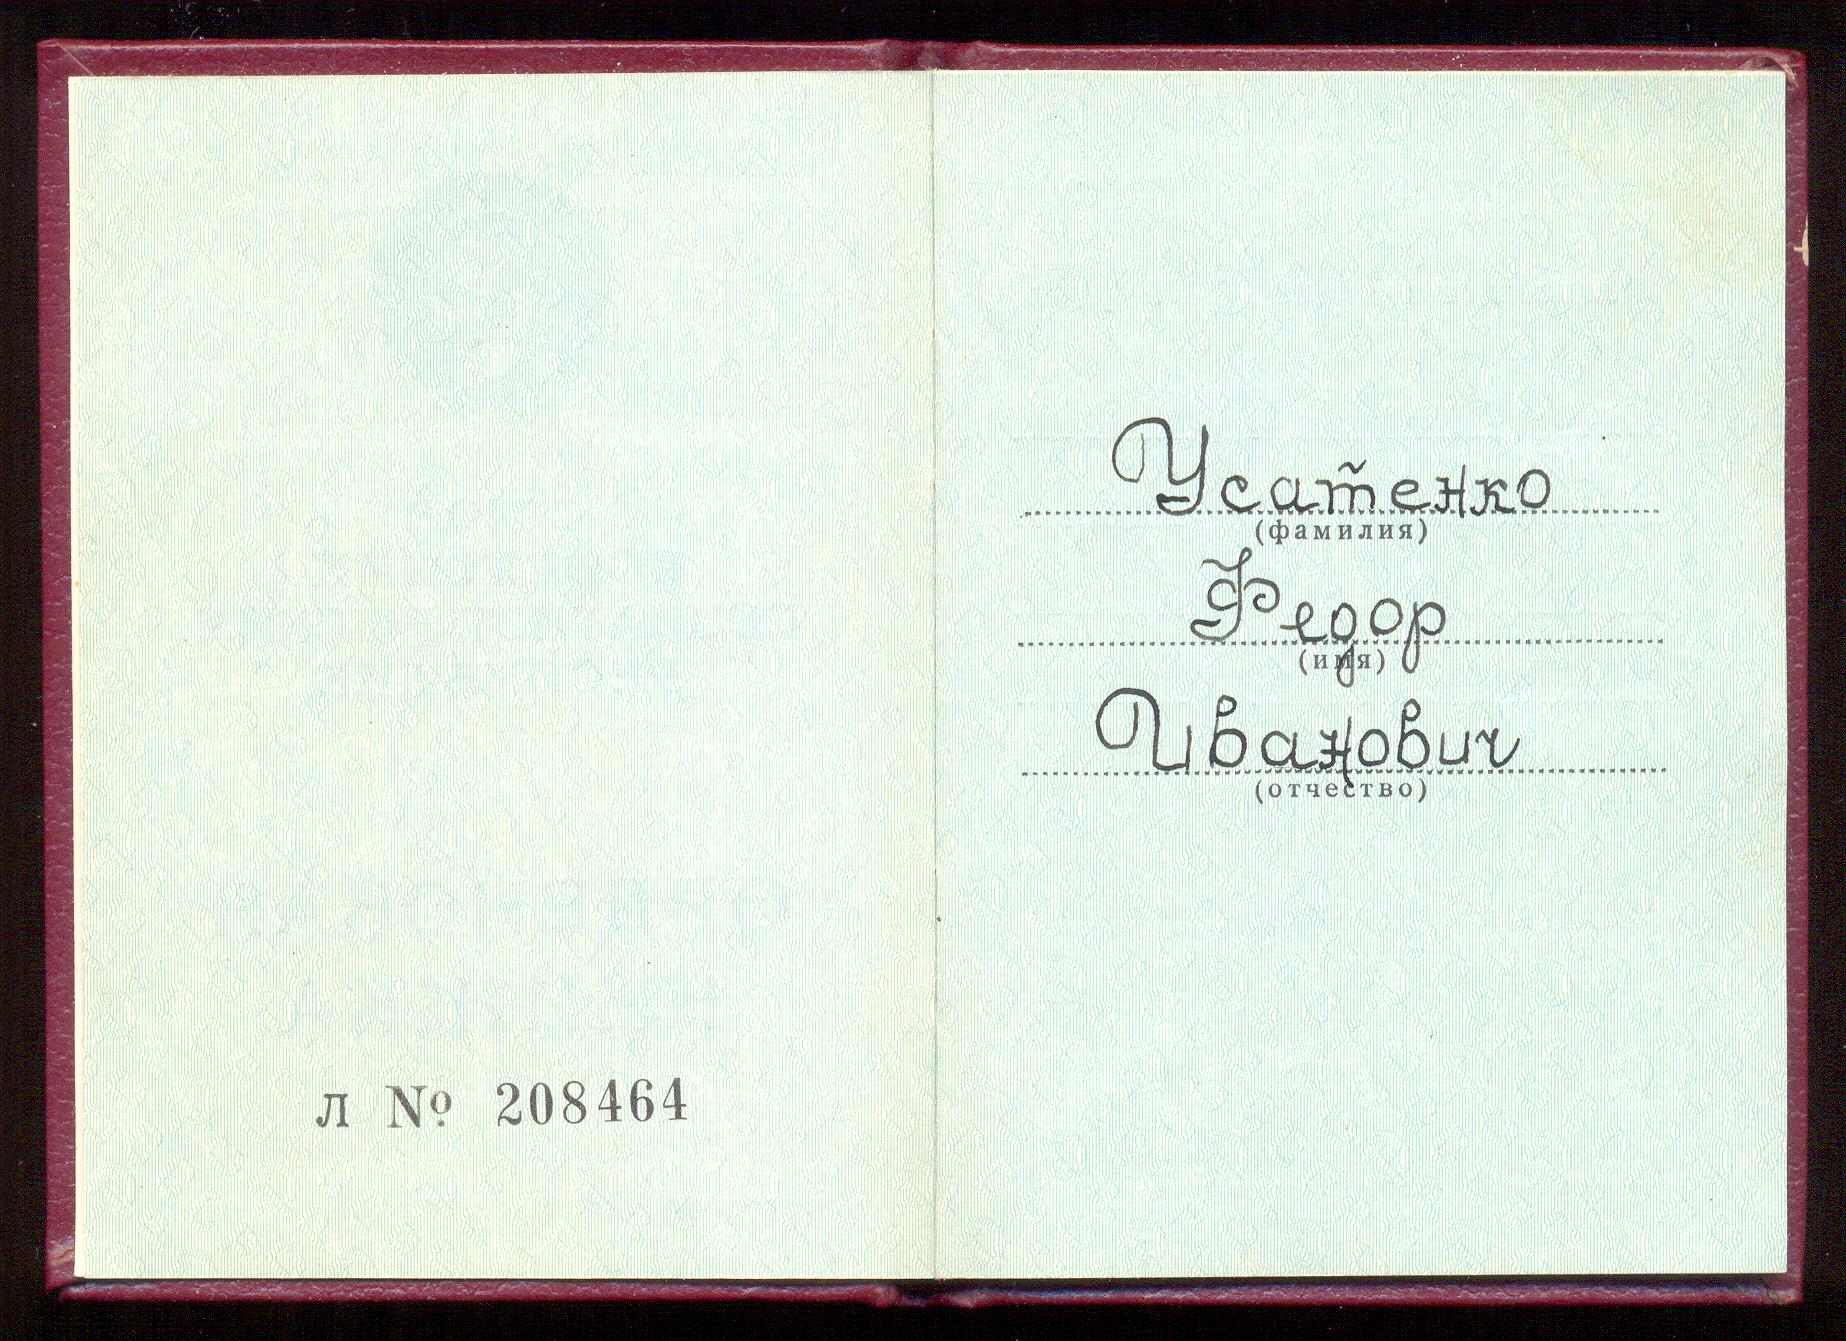 л № 208464
Усатенко
(фамилия)
Федор
(имя)
Иванович
(отчество)